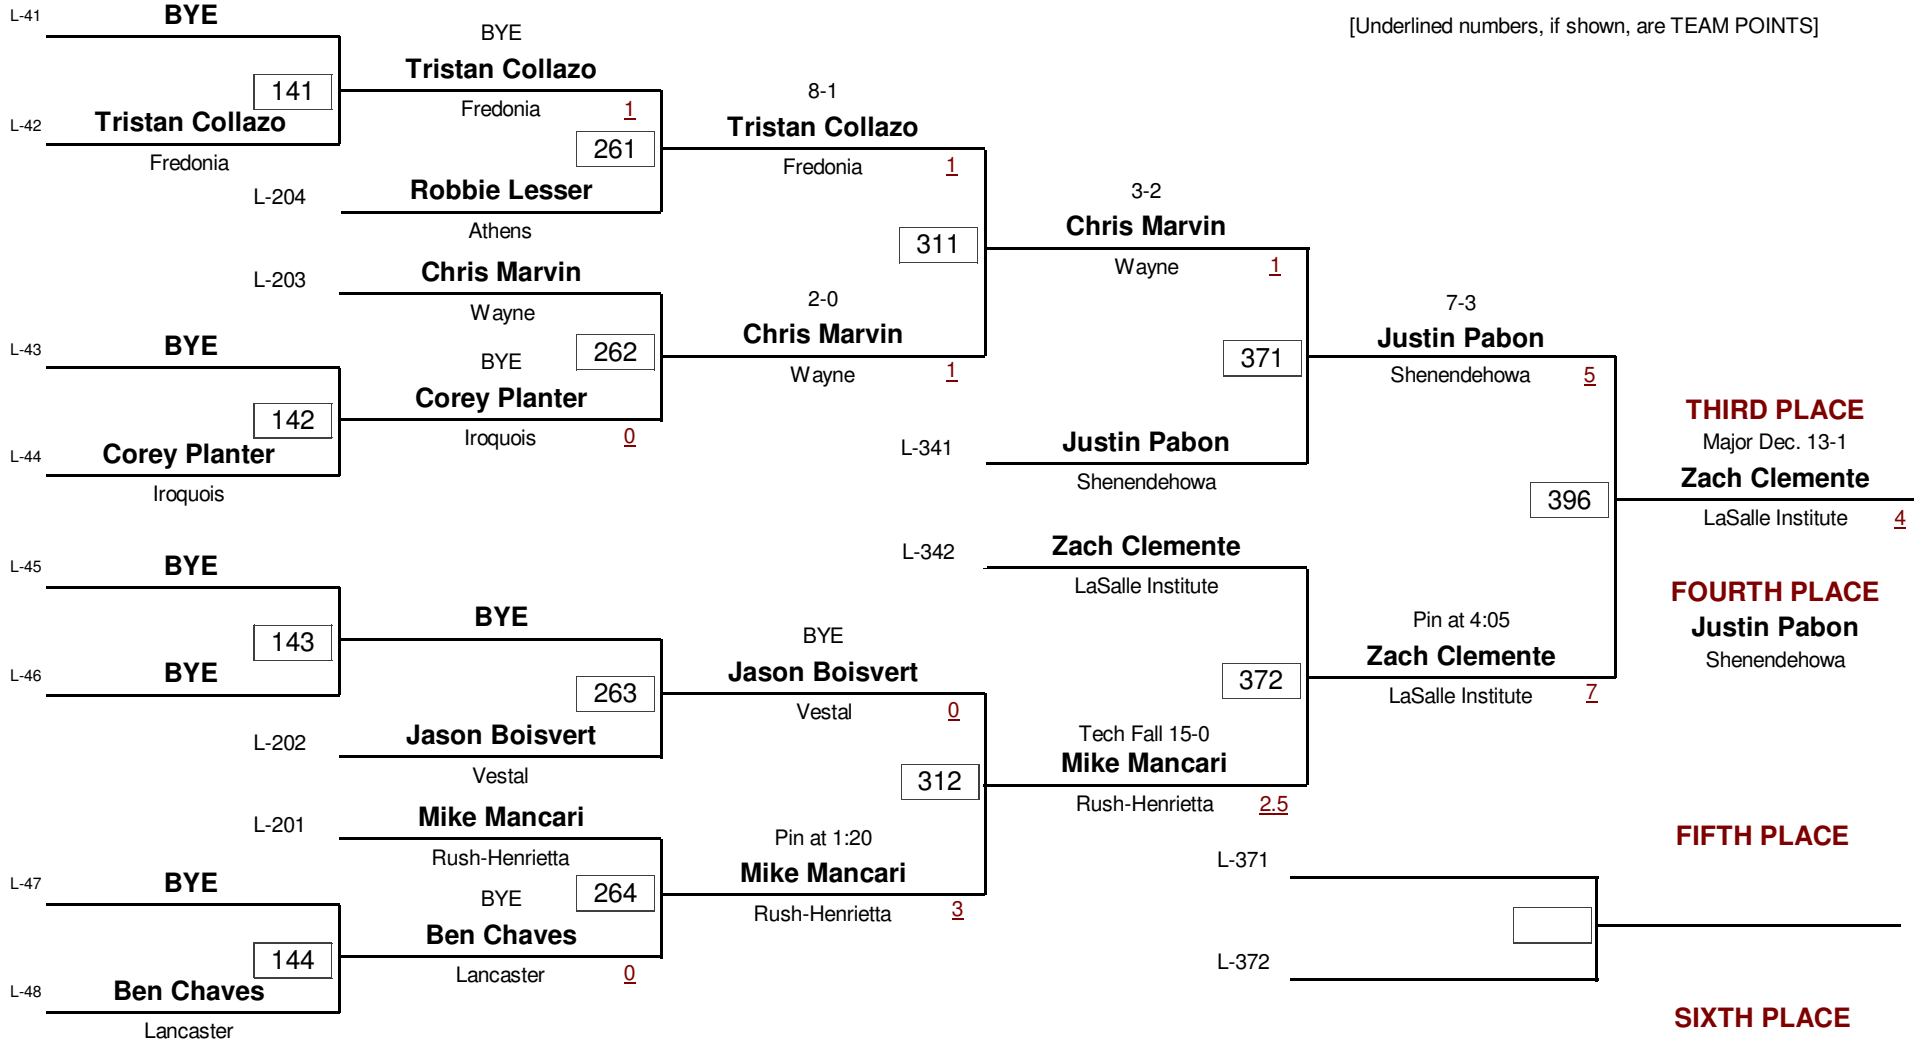 L-41
BYE
BYE
[Underlined numbers, if shown, are TEAM POINTS]
141
Tristan Collazo
Fredonia 1
L-42
Tristan Collazo
Fredonia
8-1
Tristan Collazo
Fredonia 1
261
L-204
Robbie Lesser
Athens
L-203
Chris Marvin
Wayne
311
3-2
Chris Marvin
Wayne 1
L-43
BYE
BYE
262
2-0
Chris Marvin
Wayne 1
142
Corey Planter
Iroquois 0
L-44
Corey Planter
Iroquois
371
7-3
Justin Pabon
Shenendehowa 5
L-341
Justin Pabon
Shenendehowa
THIRD PLACE
Major Dec. 13-1
Zach Clemente
LaSalle Institute 4
396
L-342
Zach Clemente
LaSalle Institute
L-45
BYE
143
BYE
L-46
BYE
263
BYE
Jason Boisvert
Vestal 0
372
Pin at 4:05
Zach Clemente
LaSalle Institute 7
FOURTH PLACE
Justin Pabon
Shenendehowa
L-202
Jason Boisvert
Vestal
312
Tech Fall 15-0
Mike Mancari
Rush-Henrietta 2.5
L-201
Mike Mancari
Rush-Henrietta
Pin at 1:20
Mike Mancari
Rush-Henrietta 3
L-47
BYE
BYE
264
144
Ben Chaves
Lancaster 0
L-48
Ben Chaves
Lancaster
FIFTH PLACE
L-371
L-372
SIXTH PLACE